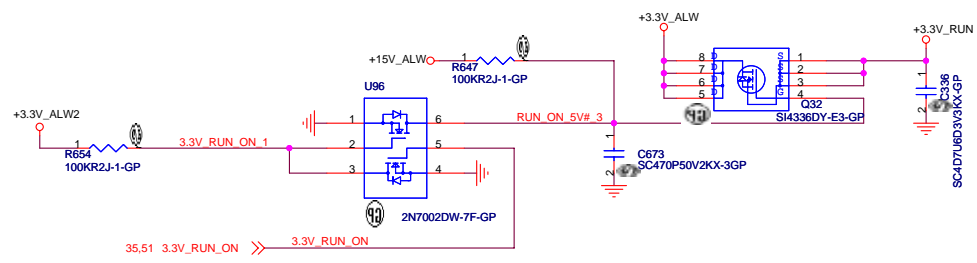 +3.3V_ALW
+3.3V_RUN
+15V_ALW
1
R647
100KR2J-1-GP
8 D S 1
7 D S 2
6 D S 3
5 D G 4
Q32
SI4336DY-E3-GP
1
C336
2
SC4D7U6D3V3KX-GP
U96
+3.3V_ALW2
1
R654
100KR2J-1-GP
3.3V_RUN_ON_1
1 6
2 5
3 4
RUN_ON_5V#_3
1
C673
SC470P50V2KX-3GP
2
2N7002DW-7F-GP
35,51 3.3V_RUN_ON
3.3V_RUN_ON